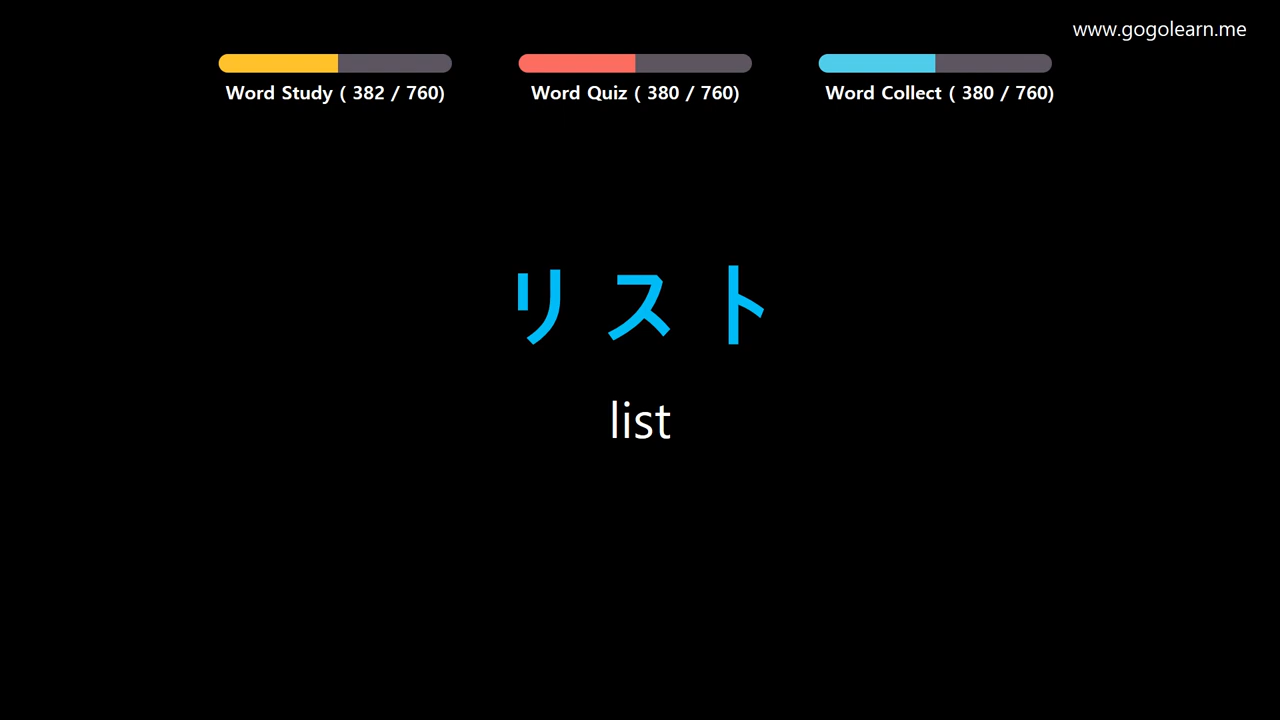 www.gogolearn.me
Word Study ( 382 / 760)
Word Quiz ( 380 / 760)
Word Collect ( 380 / 760)
リスト
list